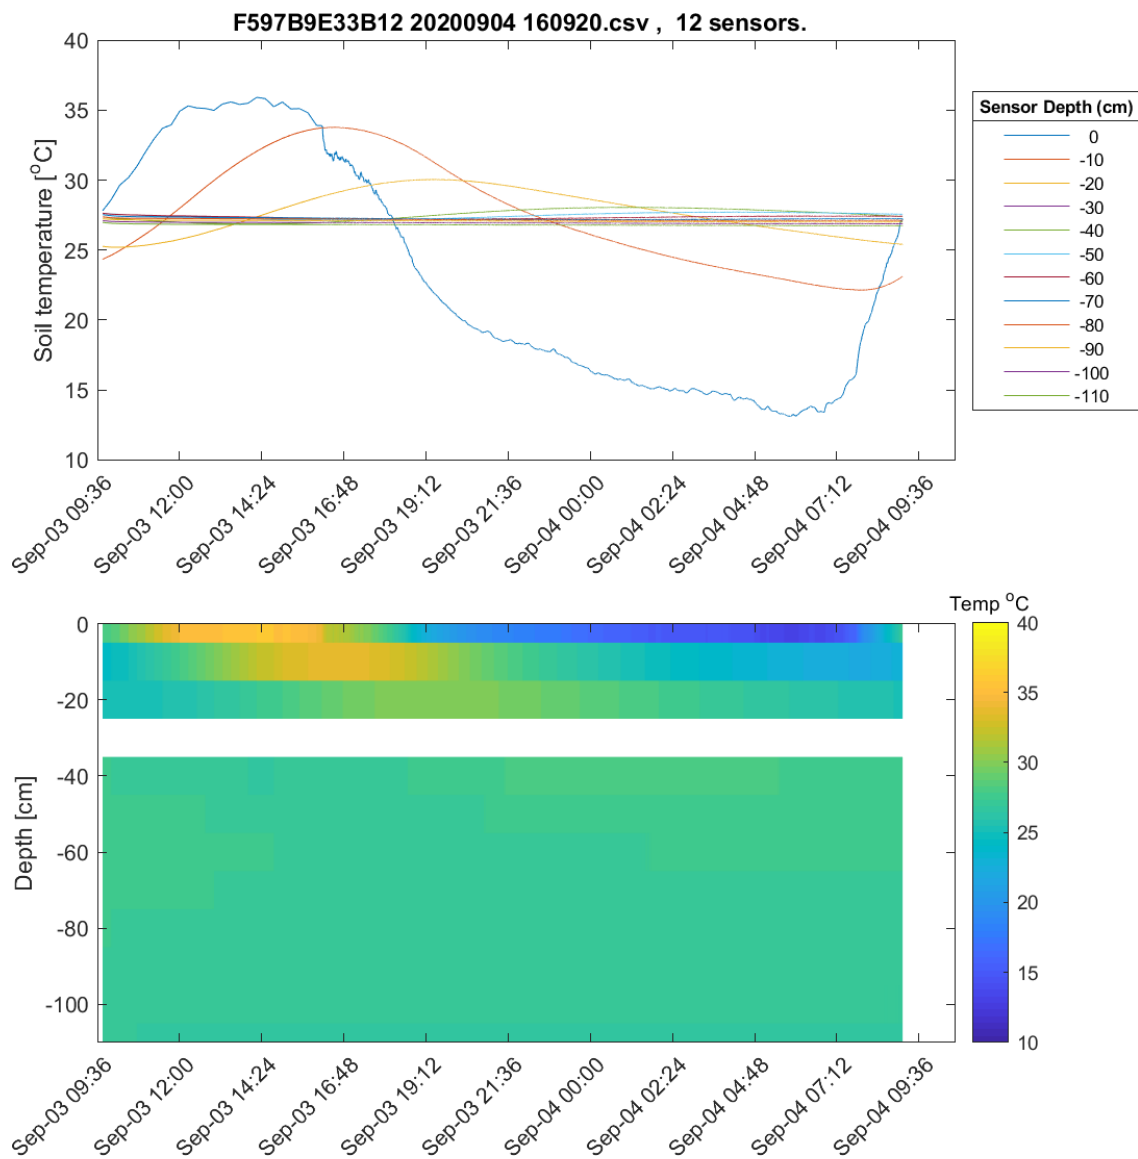 F597B9E33B12 20200904 160920.csv ,  12 sensors.
Soil temperature [°C]
40
35
30
25
20
15
10
Sep-03 09:36
Sep-03 12:00
Sep-03 14:24
Sep-03 16:48
Sep-03 19:12
Sep-03 21:36
Sep-04 00:00
Sep-04 02:24
Sep-04 04:48
Sep-04 07:12
Sep-04 09:36
Sensor Depth (cm)
0
-10
-20
-30
-40
-50
-60
-70
-80
-90
-100
-110
Depth [cm]
0
-20
-40
-60
-80
-100
Sep-03 09:36
Sep-03 12:00
Sep-03 14:24
Sep-03 16:48
Sep-03 19:12
Sep-03 21:36
Sep-04 00:00
Sep-04 02:24
Sep-04 04:48
Sep-04 07:12
Sep-04 09:36
Temp °C
40
35
30
25
20
15
10